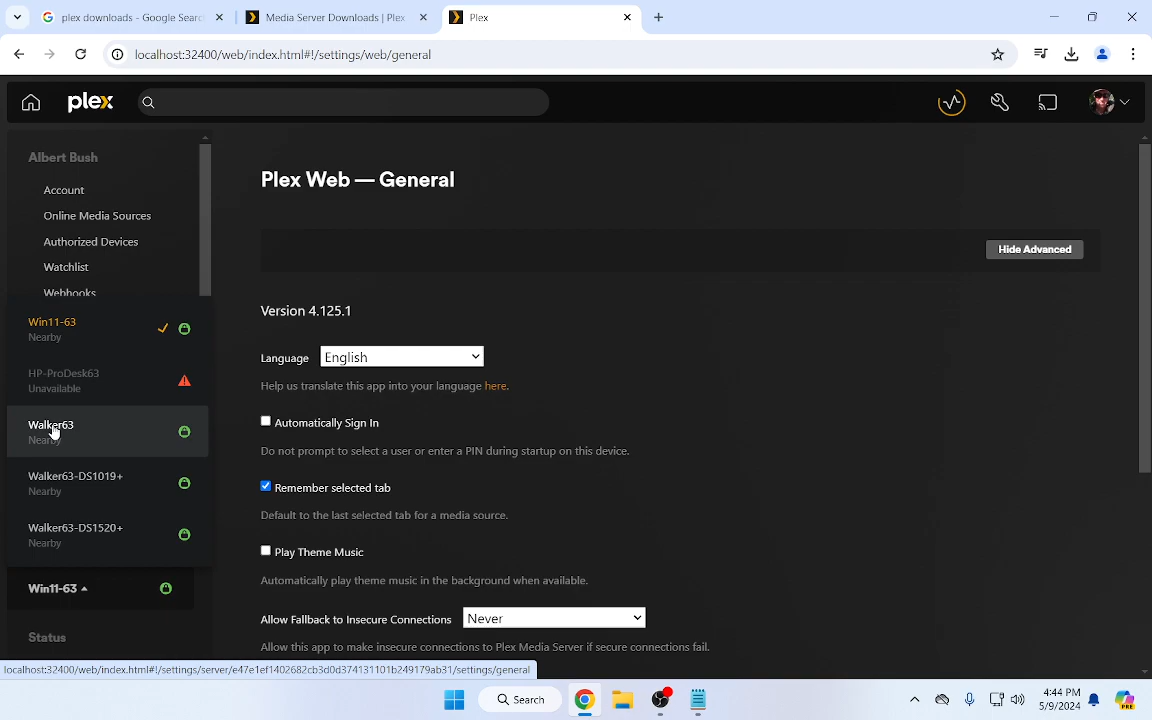 plex downloads - Google Searc
Media Server Downloads | Plex
Plex
localhost:32400/web/index.html#!/settings/web/general
plex
Albert Bush
Account
Online Media Sources
Authorized Devices
Watchlist
Webhooks
Win11-63
Nearby
HP-ProDesk63
Unavailable
Walker63
Nearby
Walker63-DS1019+
Nearby
Walker63-DS1520+
Nearby
Win11-63
Status
Plex Web — General
Hide Advanced
Version 4.125.1
Language English
Help us translate this app into your language here.
Automatically Sign In
Do not prompt to select a user or enter a PIN during startup on this device.
Remember selected tab
Default to the last selected tab for a media source.
Play Theme Music
Automatically play theme music in the background when available.
Allow Fallback to Insecure Connections Never
Allow this app to make insecure connections to Plex Media Server if secure connections fail.
localhost:32400/web/index.html#!/settings/server/e47e1ef1402682cb3d0d374131101b249179ab31/settings/general
Search
4:44 PM
5/9/2024
PRE